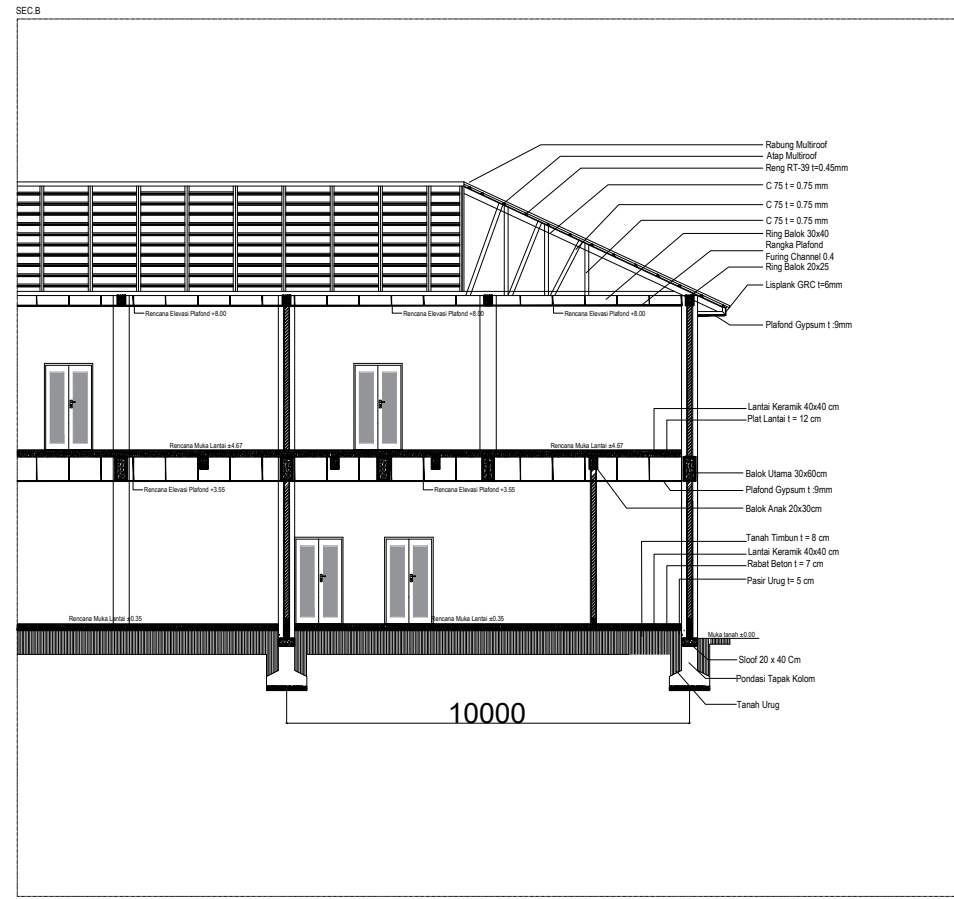 SEC.B
Rabung Multiroof
Atap Multiroof
Reng RT-39 t=0.45mm
C 75 t = 0.75 mm
C 75 t = 0.75 mm
C 75 t = 0.75 mm
Ring Balok 30x40
Rangka Plafond
Furing Channel 0.4
Ring Balok 20x25
Lisplank GRC t=6mm
Plafond Gypsum t :9mm
Rencana Elevasi Plafond +8.00
Rencana Elevasi Plafond +8.00
Rencana Elevasi Plafond +8.00
Lantai Keramik 40x40 cm
Plat Lantai t = 12 cm
Rencana Muka Lantai ±4.67
Rencana Muka Lantai ±4.67
Balok Utama 30x60cm
Plafond Gypsum t :9mm
Balok Anak 20x30cm
Rencana Elevasi Plafond +3.55
Rencana Elevasi Plafond +3.55
Tanah Timbun t = 8 cm
Lantai Keramik 40x40 cm
Rabat Beton t = 7 cm
Pasir Urug t= 5 cm
Rencana Muka Lantai ±0.35
Rencana Muka Lantai ±0.35
Muka tanah ±0.00
Sloof 20 x 40 Cm
Pondasi Tapak Kolom
Tanah Urug
10000